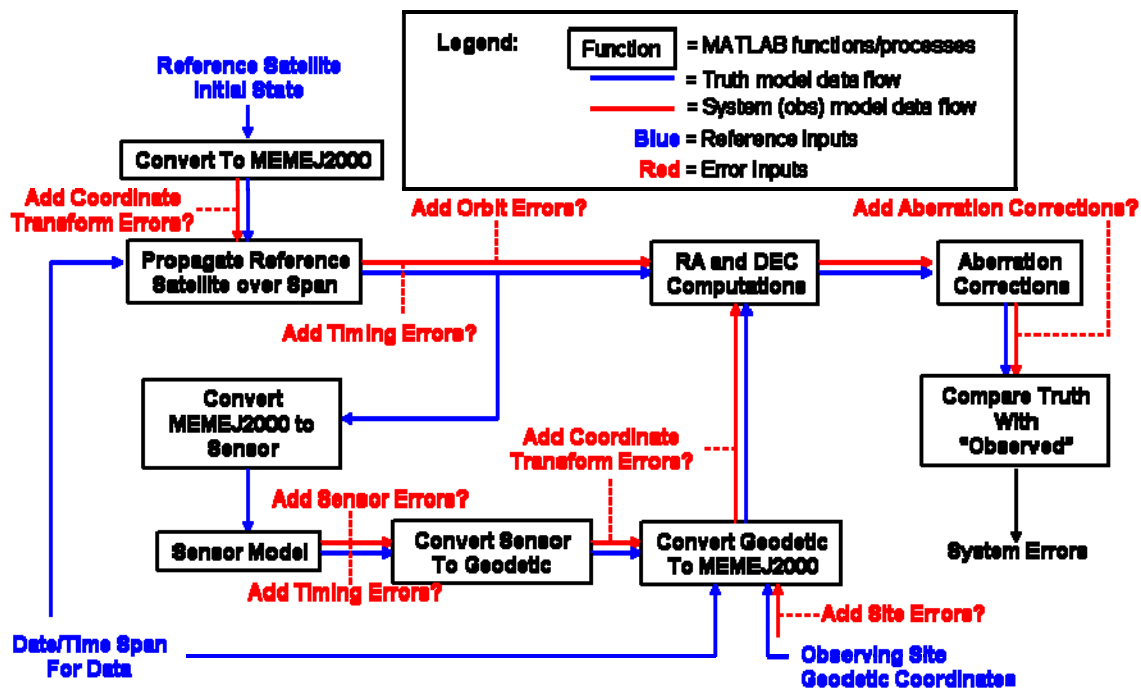 Legend:
Function
= MATLAB functions/processes
= Truth model data flow
= System (obs) model data flow
Blue = Reference Inputs
Red = Error Inputs
Reference Satellite
Initial State
Convert To MEMEJ2000
Add Coordinate
Transform Errors?
Add Orbit Errors?
Add Aberration Corrections?
Propagate Reference
Satellite over Span
RA and DEC
Computations
Aberration
Corrections
Add Timing Errors?
Convert
MEMEJ2000 to
Sensor
Compare Truth
With
"Observed"
Add Coordinate
Transform Errors?
Add Sensor Errors?
Sensor Model
Convert Sensor
To Geodetic
Convert Geodetic
To MEMEJ2000
System Errors
Add Timing Errors?
Add Site Errors?
Date/Time Span
For Data
Observing Site
Geodetic Coordinates